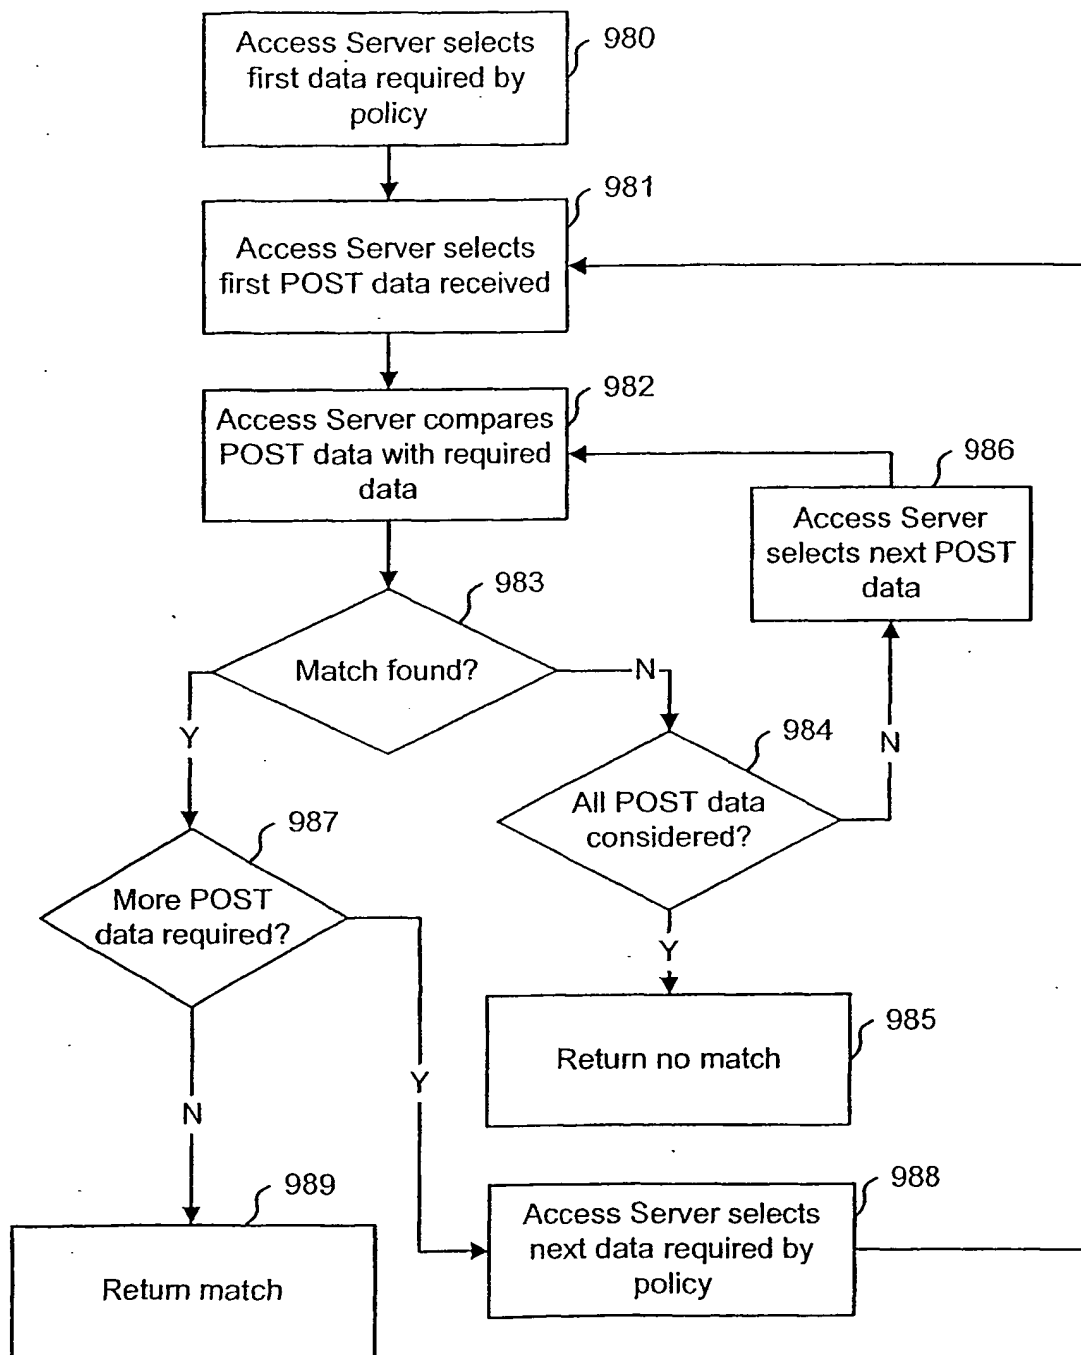 Access Server selects
first data required by
policy
980
981
Access Server selects
first POST data received
982
Access Server compares
POST data with required
data
986
Access Server
selects next POST
data
983
Match found?
N
Y
984
All POST data
considered?
N
987
More POST
data required?
Y
985
Return no match
Y
N
989
Return match
988
Access Server selects
next data required by
policy